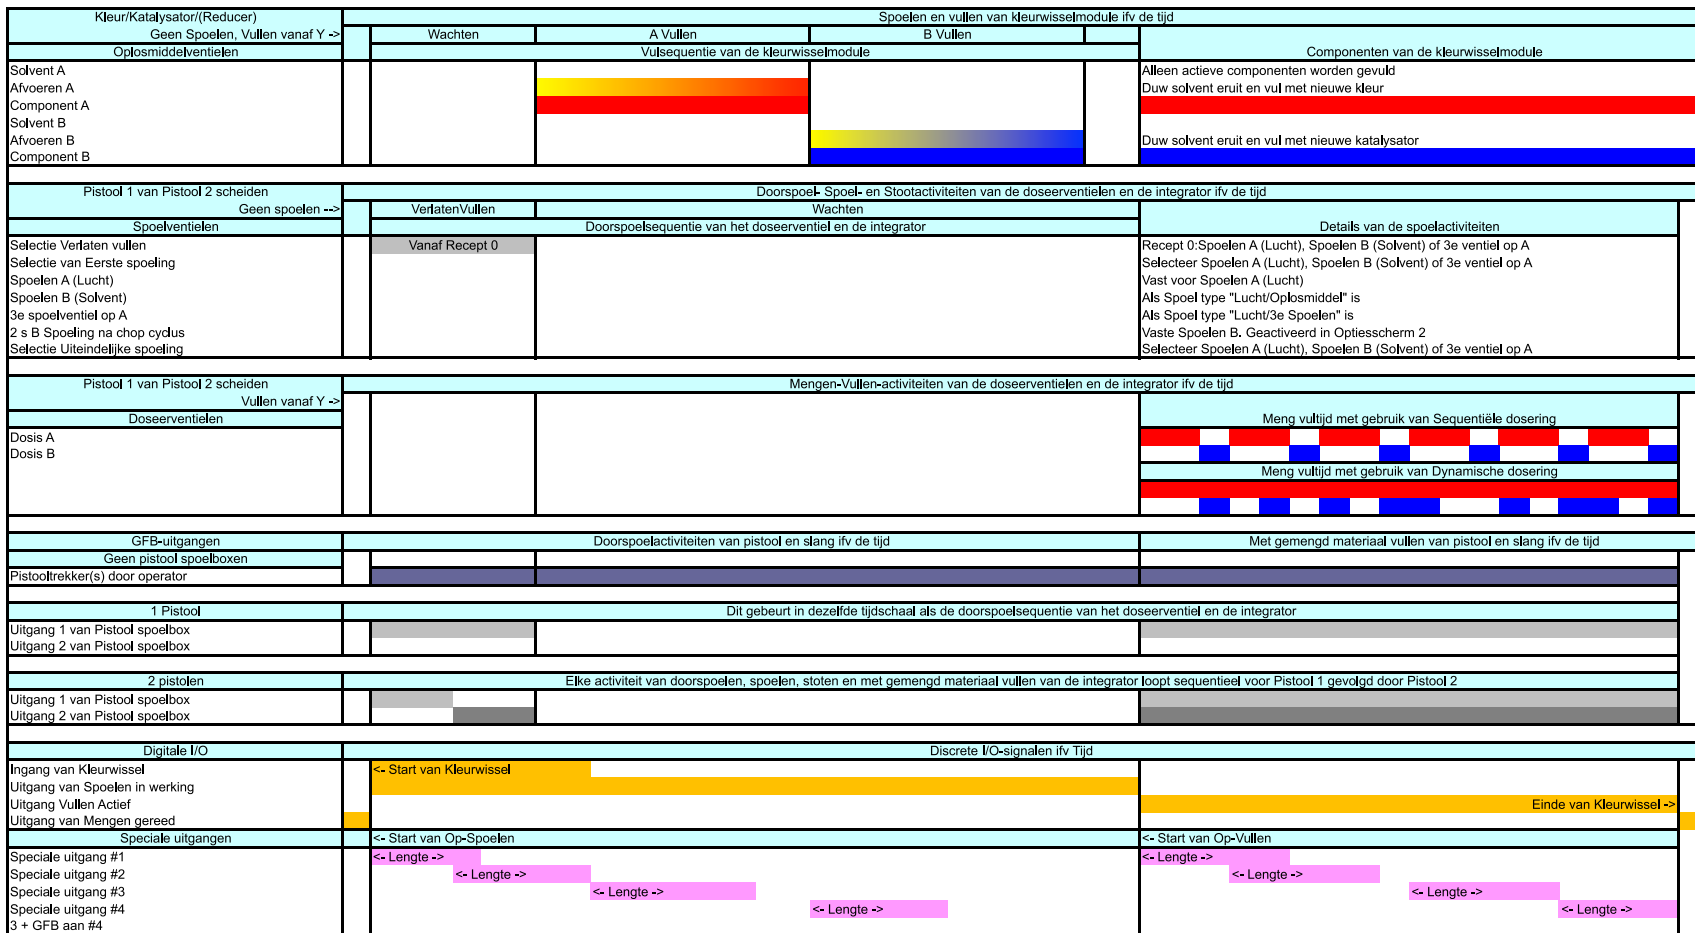 Kleur/Katalysator/(Reducer)
Spoelen en vullen van kleurwisselmodule ifv de tijd
Geen Spoelen, Vullen vanaf Y ->
Wachten
A Vullen
B Vullen
Oplosmiddelventielen
Vulsequentie van de kleurwisselmodule
Componenten van de kleurwisselmodule
Solvent A
Alleen actieve componenten worden gevuld
Afvoeren A
Duw solvent eruit en vul met nieuwe kleur
Component A
Solvent B
Afvoeren B
Duw solvent eruit en vul met nieuwe katalysator
Component B
Pistool 1 van Pistool 2 scheiden
Doorspoel- Spoel- en Stootactiviteiten van de doseerventielen en de integrator ifv de tijd
Geen spoelen -->
VerlatenVullen
Wachten
Spoelventielen
Doorspoelsequentie van het doseerventiel en de integrator
Details van de spoelactiviteiten
Selectie Verlaten vullen
Vanaf Recept 0
Recept 0:Spoelen A (Lucht), Spoelen B (Solvent) of 3e ventiel op A
Selectie van Eerste spoeling
Selecteer Spoelen A (Lucht), Spoelen B (Solvent) of 3e ventiel op A
Spoelen A (Lucht)
Vast voor Spoelen A (Lucht)
Spoelen B (Solvent)
Als Spoel type "Lucht/Oplosmiddel" is
3e spoelventiel op A
Als Spoel type "Lucht/3e Spoelen" is
2 s B Spoeling na chop cyclus
Vaste Spoelen B. Geactiveerd in Optiesscherm 2
Selectie Uiteindelijke spoeling
Selecteer Spoelen A (Lucht), Spoelen B (Solvent) of 3e ventiel op A
Pistool 1 van Pistool 2 scheiden
Mengen-Vullen-activiteiten van de doseerventielen en de integrator ifv de tijd
Vullen vanaf Y ->
Doseerventielen
Meng vultijd met gebruik van Sequentiële dosering
Dosis A
Dosis B
Meng vultijd met gebruik van Dynamische dosering
GFB-uitgangen
Doorspoelactiviteiten van pistool en slang ifv de tijd
Met gemengd materiaal vullen van pistool en slang ifv de tijd
Geen pistool spoelboxen
Pistooltrekker(s) door operator
1 Pistool
Dit gebeurt in dezelfde tijdschaal als de doorspoelsequentie van het doseerventiel en de integrator
Uitgang 1 van Pistool spoelbox
Uitgang 2 van Pistool spoelbox
2 pistolen
Elke activiteit van doorspoelen, spoelen, stoten en met gemengd materiaal vullen van de integrator loopt sequentieel voor Pistool 1 gevolgd door Pistool 2
Uitgang 1 van Pistool spoelbox
Uitgang 2 van Pistool spoelbox
Digitale I/O
Discrete I/O-signalen ifv Tijd
Ingang van Kleurwissel
<- Start van Kleurwissel
Uitgang van Spoelen in werking
Uitgang Vullen Actief
Einde van Kleurwissel ->
Uitgang van Mengen gereed
Speciale uitgangen
<- Start van Op-Spoelen
<- Start van Op-Vullen
Speciale uitgang #1
<- Lengte ->
<- Lengte ->
Speciale uitgang #2
<- Lengte ->
<- Lengte ->
Speciale uitgang #3
<- Lengte ->
<- Lengte ->
Speciale uitgang #4
<- Lengte ->
<- Lengte ->
3 + GFB aan #4